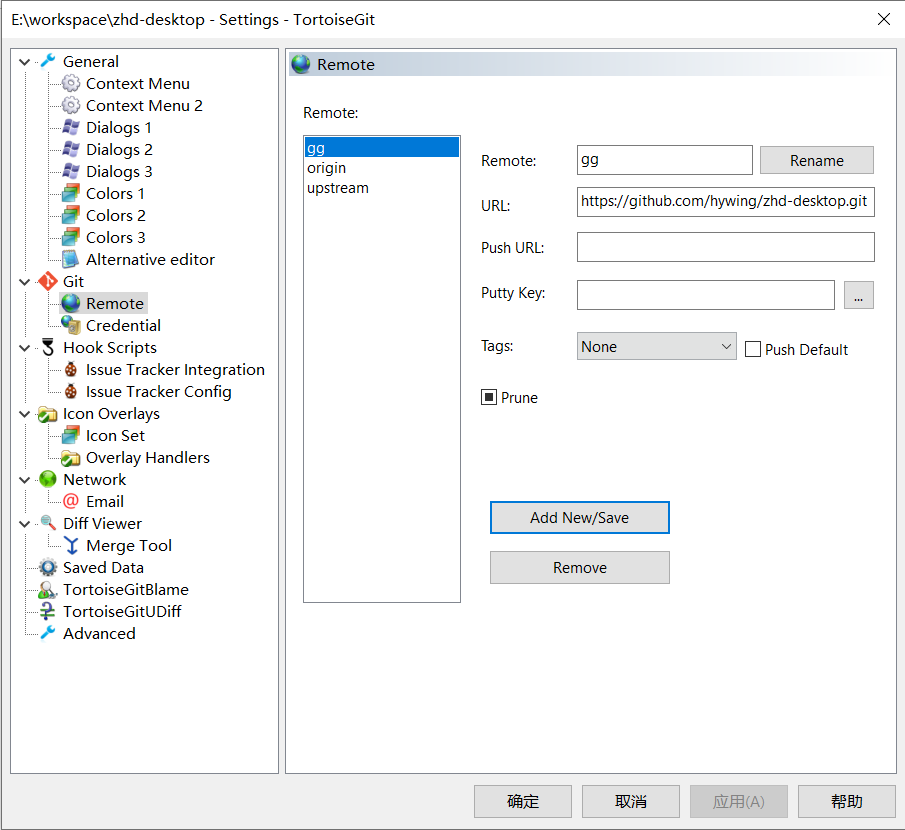 E:\workspace\zhd-desktop - Settings - TortoiseGit
General
Context Menu
Context Menu 2
Dialogs 1
Dialogs 2
Dialogs 3
Colors 1
Colors 2
Colors 3
Alternative editor
Git
Remote
Credential
Hook Scripts
Issue Tracker Integration
Issue Tracker Config
Icon Overlays
Icon Set
Overlay Handlers
Network
Email
Diff Viewer
Merge Tool
Saved Data
TortoiseGitBlame
TortoiseGitUDiff
Advanced
Remote
Remote:
gg
origin
upstream
Remote: gg Rename
URL: https://github.com/hywing/zhd-desktop.git
Push URL:
Putty Key: ...
Tags: None Push Default
Prune
Add New/Save
Remove
确定 取消 应用(A) 帮助